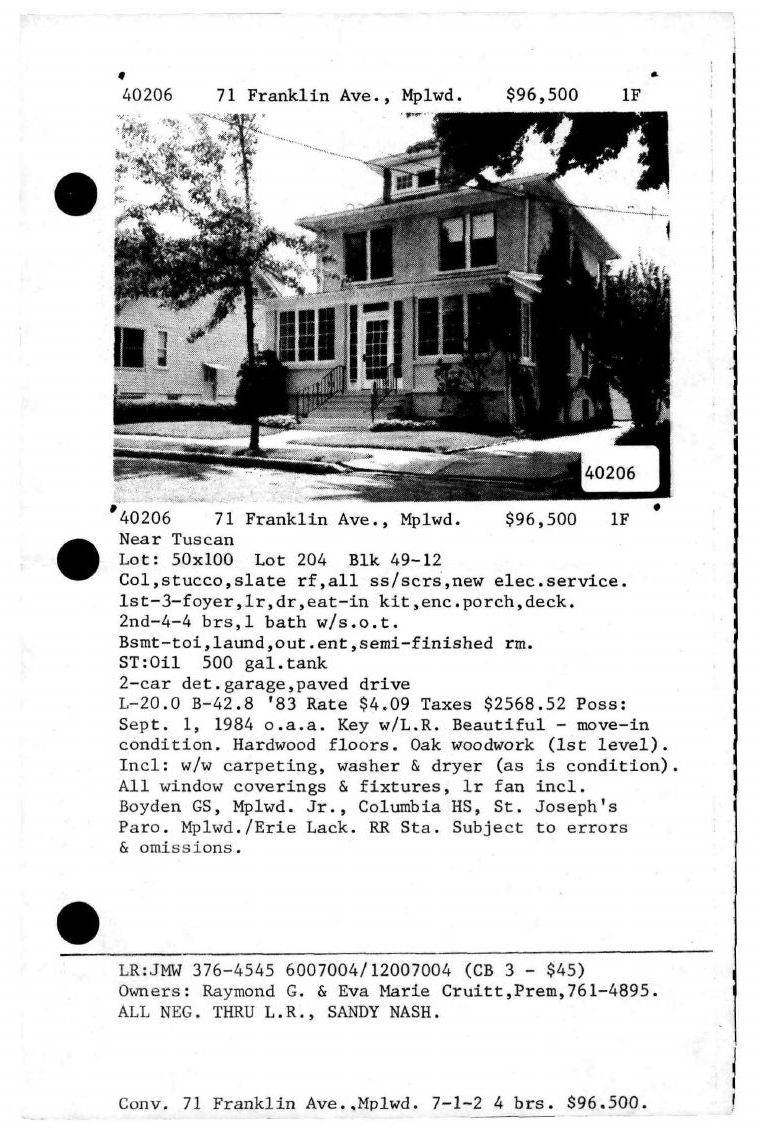 40206 71 Franklin Ave., Mplwd. $96,500 1F
40206
40206 71 Franklin Ave., Mplwd. $96,500 1F
Near Tuscan
Lot: 50x100 Lot 204 Blk 49-12
Col,stucco,slate rf,all ss/scrs,new elec.service.
1st-3-foyer,lr,dr,eat-in kit,enc.porch,deck.
2nd-4-4 brs,1 bath w/s.o.t.
Bsmt-toi,laund,out.ent,semi-finished rm.
ST:Oil 500 gal.tank
2-car det.garage,paved drive
L-20.0 B-42.8 '83 Rate $4.09 Taxes $2568.52 Poss:
Sept. 1, 1984 o.a.a. Key w/L.R. Beautiful - move-in
condition. Hardwood floors. Oak woodwork (1st level).
Incl: w/w carpeting, washer & dryer (as is condition).
All window coverings & fixtures, lr fan incl.
Boyden GS, Mplwd. Jr., Columbia HS, St. Joseph's
Paro. Mplwd./Erie Lack. RR Sta. Subject to errors
& omissions.
LR:JMW 376-4545 6007004/12007004 (CB 3 - $45)
Owners: Raymond G. & Eva Marie Cruitt,Prem,761-4895.
ALL NEG. THRU L.R., SANDY NASH.
Conv. 71 Franklin Ave.,Mplwd. 7-1-2 4 brs. $96.500.